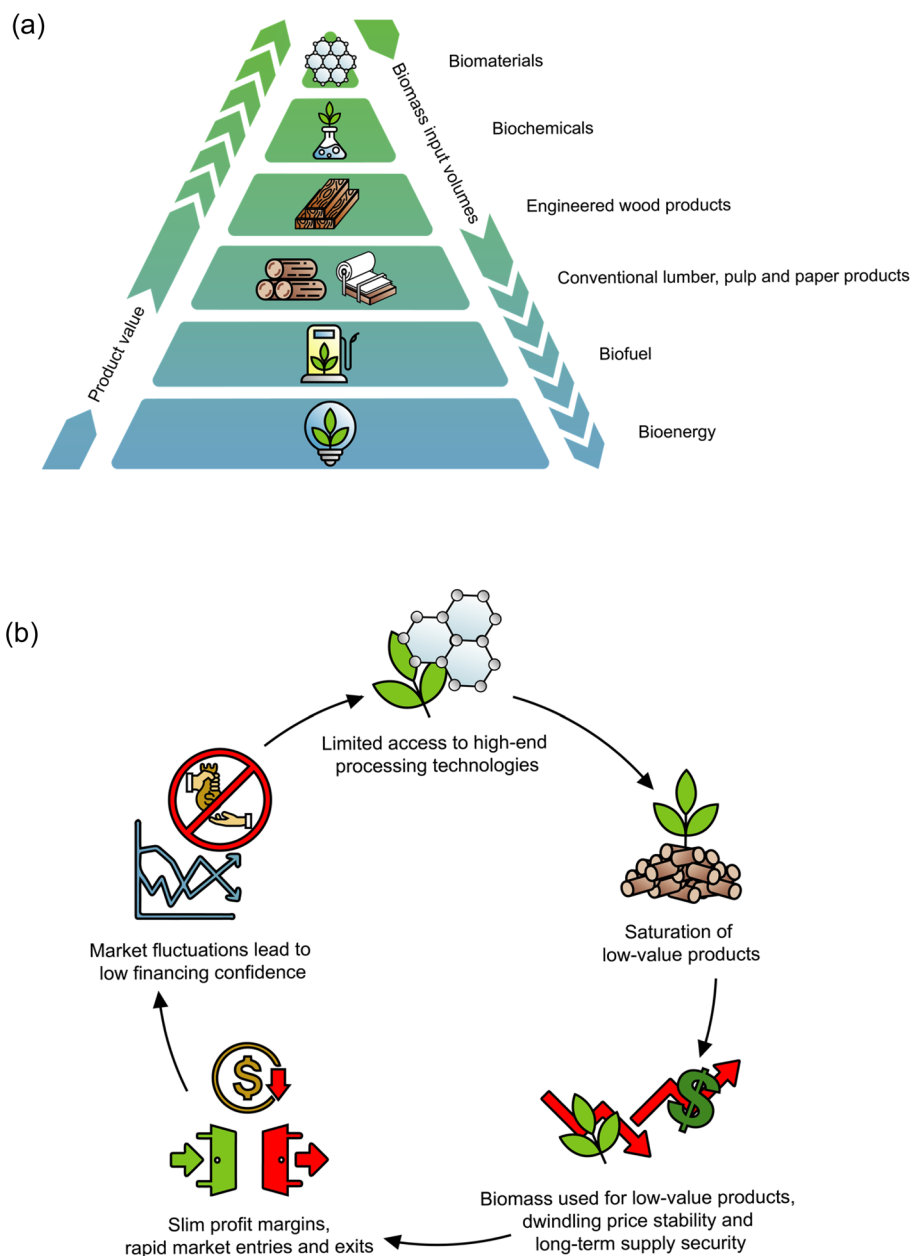 (a)
Biomaterials
Biochemicals
Engineered wood products
Conventional lumber, pulp and paper products
Biofuel
Bioenergy
Product value
Biomass input volumes
(b)
Limited access to high-end
processing technologies
Saturation of
low-value products
Biomass used for low-value products,
dwindling price stability and
long-term supply security
Slim profit margins,
rapid market entries and exits
Market fluctuations lead to
low financing confidence
$
$